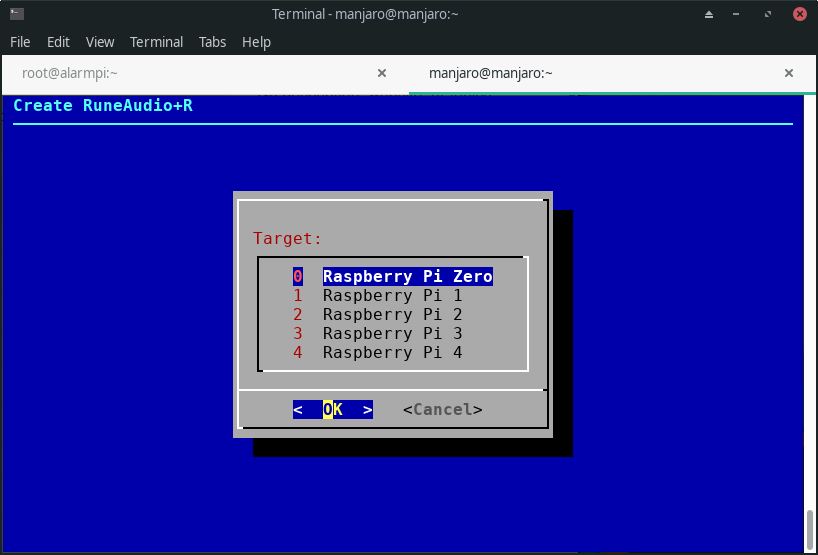 Terminal - manjaro@manjaro:~
File Edit View Terminal Tabs Help
root@alarmpi:~ × manjaro@manjaro:~ ×
Create RuneAudio+R
Target:
0 Raspberry Pi Zero
1 Raspberry Pi 1
2 Raspberry Pi 2
3 Raspberry Pi 3
4 Raspberry Pi 4
< OK > <Cancel>